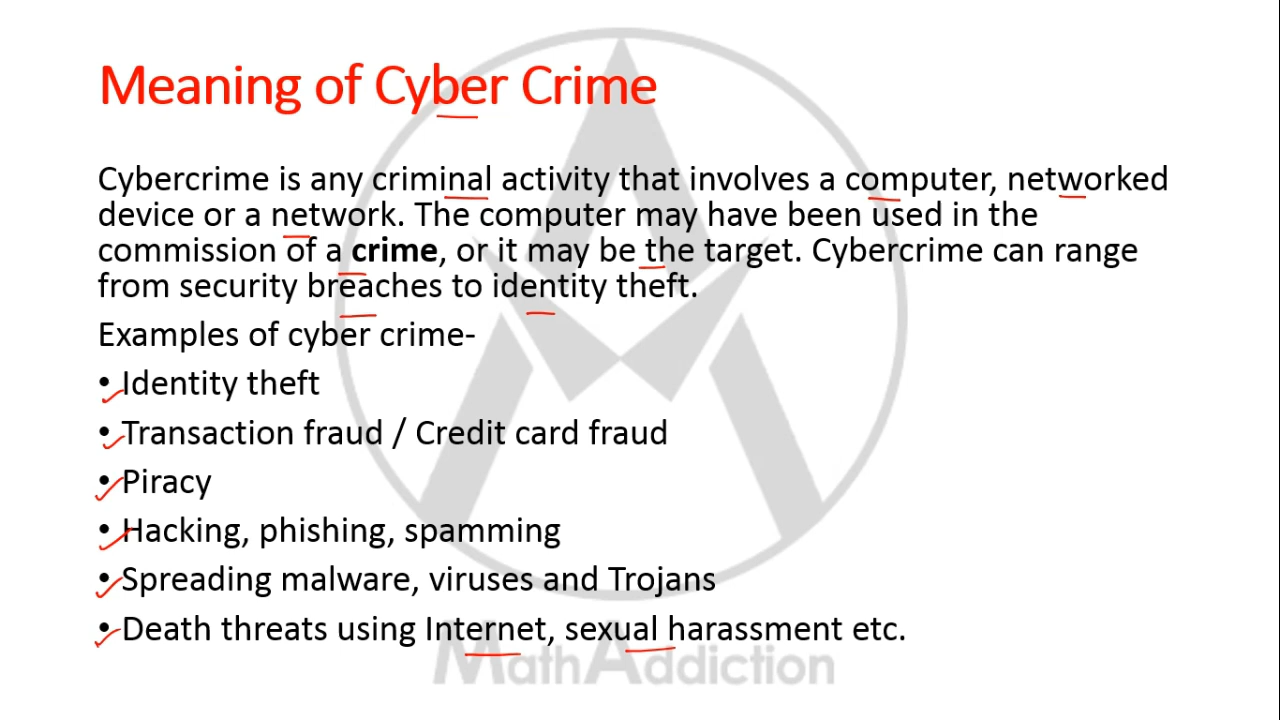 Meaning of Cyber Crime
Cybercrime is any criminal activity that involves a computer, networked
device or a network. The computer may have been used in the
commission of a crime, or it may be the target. Cybercrime can range
from security breaches to identity theft.
Examples of cyber crime-
• Identity theft
• Transaction fraud / Credit card fraud
• Piracy
• Hacking, phishing, spamming
• Spreading malware, viruses and Trojans
• Death threats using Internet, sexual harassment etc.
MathAddiction